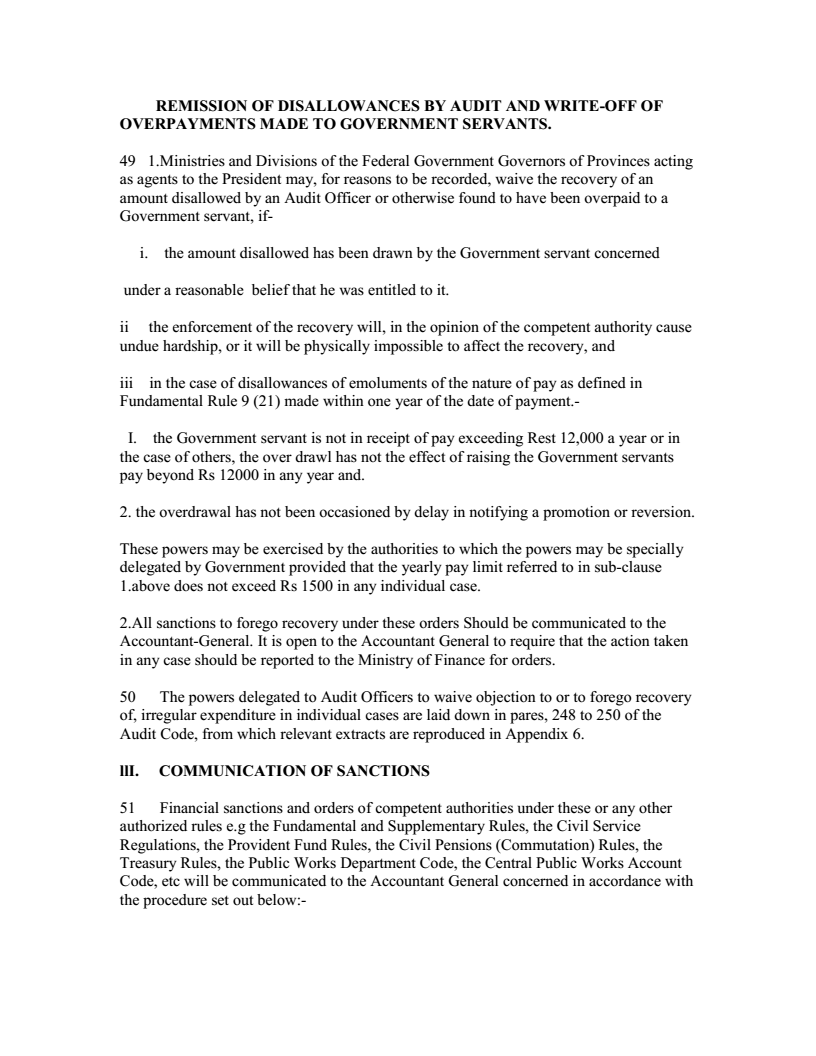 REMISSION OF DISALLOWANCES BY AUDIT AND WRITE-OFF OF
OVERPAYMENTS MADE TO GOVERNMENT SERVANTS.
49 1.Ministries and Divisions of the Federal Government Governors of Provinces acting
as agents to the President may, for reasons to be recorded, waive the recovery of an
amount disallowed by an Audit Officer or otherwise found to have been overpaid to a
Government servant, if-
i. the amount disallowed has been drawn by the Government servant concerned
under a reasonable belief that he was entitled to it.
ii the enforcement of the recovery will, in the opinion of the competent authority cause
undue hardship, or it will be physically impossible to affect the recovery, and
iii in the case of disallowances of emoluments of the nature of pay as defined in
Fundamental Rule 9 (21) made within one year of the date of payment.-
I. the Government servant is not in receipt of pay exceeding Rest 12,000 a year or in
the case of others, the over drawl has not the effect of raising the Government servants
pay beyond Rs 12000 in any year and.
2. the overdrawal has not been occasioned by delay in notifying a promotion or reversion.
These powers may be exercised by the authorities to which the powers may be specially
delegated by Government provided that the yearly pay limit referred to in sub-clause
1.above does not exceed Rs 1500 in any individual case.
2.All sanctions to forego recovery under these orders Should be communicated to the
Accountant-General. It is open to the Accountant General to require that the action taken
in any case should be reported to the Ministry of Finance for orders.
50 The powers delegated to Audit Officers to waive objection to or to forego recovery
of, irregular expenditure in individual cases are laid down in pares, 248 to 250 of the
Audit Code, from which relevant extracts are reproduced in Appendix 6.
lII. COMMUNICATION OF SANCTIONS
51 Financial sanctions and orders of competent authorities under these or any other
authorized rules e.g the Fundamental and Supplementary Rules, the Civil Service
Regulations, the Provident Fund Rules, the Civil Pensions (Commutation) Rules, the
Treasury Rules, the Public Works Department Code, the Central Public Works Account
Code, etc will be communicated to the Accountant General concerned in accordance with
the procedure set out below:-